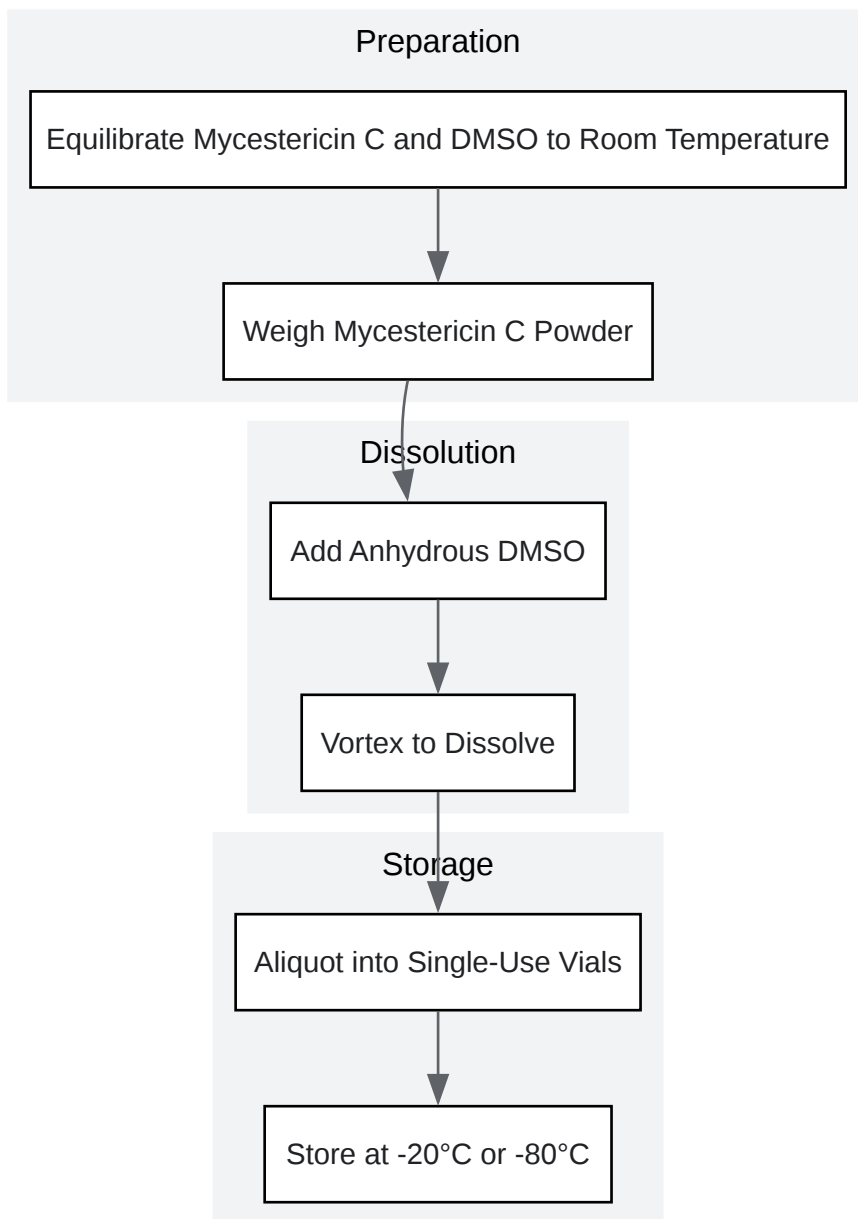 Preparation
Equilibrate Mycestericin C and DMSO to Room Temperature
Weigh Mycestericin C Powder
Dissolution
Add Anhydrous DMSO
Vortex to Dissolve
Storage
Aliquot into Single-Use Vials
Store at -20°C or -80°C